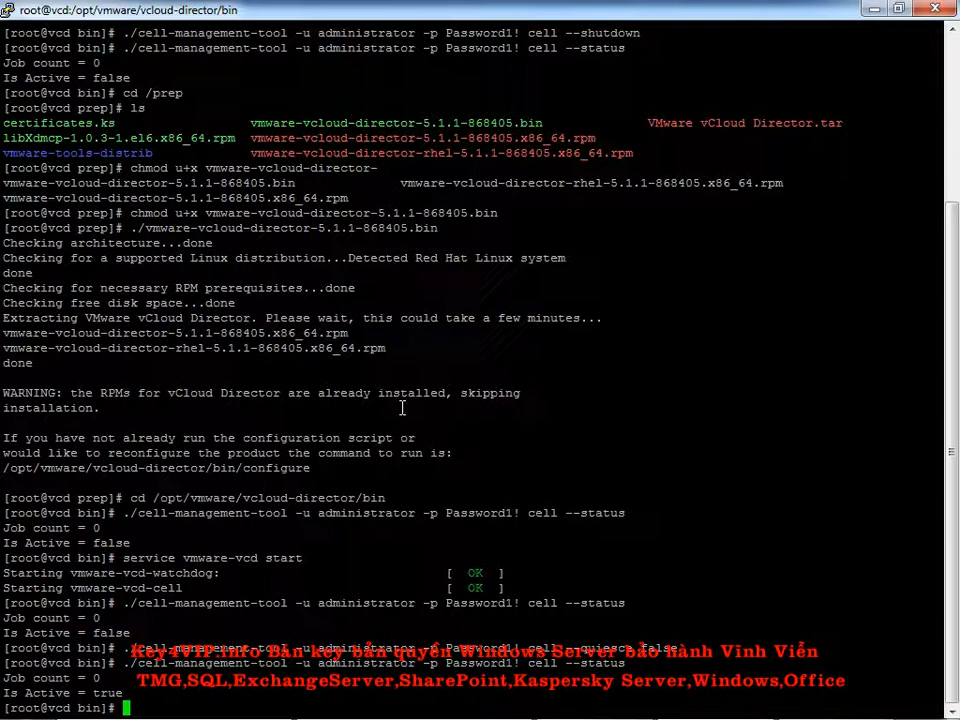 root@vcd:/opt/vmware/vcloud-director/bin
[root@vcd bin]# ./cell-management-tool -u administrator -p Password1! cell --shutdown
[root@vcd bin]# ./cell-management-tool -u administrator -p Password1! cell --status
Job count = 0
Is Active = false
[root@vcd bin]# cd /prep
[root@vcd prep]# ls
certificates.ks vmware-vcloud-director-5.1.1-868405.bin VMware vCloud Director.tar
libXdmcp-1.0.3-1.el6.x86_64.rpm vmware-vcloud-director-5.1.1-868405.x86_64.rpm
vmware-tools-distrib vmware-vcloud-director-rhel-5.1.1-868405.x86_64.rpm
[root@vcd prep]# chmod u+x vmware-vcloud-director-
vmware-vcloud-director-5.1.1-868405.bin vmware-vcloud-director-rhel-5.1.1-868405.x86_64.rpm
vmware-vcloud-director-5.1.1-868405.x86_64.rpm
[root@vcd prep]# chmod u+x vmware-vcloud-director-5.1.1-868405.bin
[root@vcd prep]# ./vmware-vcloud-director-5.1.1-868405.bin
Checking architecture...done
Checking for a supported Linux distribution...Detected Red Hat Linux system
done
Checking for necessary RPM prerequisites...done
Checking free disk space...done
Extracting VMware vCloud Director. Please wait, this could take a few minutes...
vmware-vcloud-director-5.1.1-868405.x86_64.rpm
vmware-vcloud-director-rhel-5.1.1-868405.x86_64.rpm
done
WARNING: the RPMs for vCloud Director are already installed, skipping
installation.
If you have not already run the configuration script or
would like to reconfigure the product the command to run is:
/opt/vmware/vcloud-director/bin/configure
[root@vcd prep]# cd /opt/vmware/vcloud-director/bin
[root@vcd bin]# ./cell-management-tool -u administrator -p Password1! cell --status
Job count = 0
Is Active = false
[root@vcd bin]# service vmware-vcd start
Starting vmware-vcd-watchdog: [ OK ]
Starting vmware-vcd-cell [ OK ]
[root@vcd bin]# ./cell-management-tool -u administrator -p Password1! cell --status
Job count = 0
Is Active = false
[root@vcd bin]# ./cell-management-tool -u administrator -p Password1! cell --quiesce false
Key4VIP.info Bán key bản quyền Windows Server bảo hành Vĩnh Viễn
[root@vcd bin]# ./cell-management-tool -u administrator -p Password1! cell --status
Job count = 0
TMG,SQL,ExchangeServer,SharePoint,Kaspersky Server,Windows,Office
Is Active = true
[root@vcd bin]#